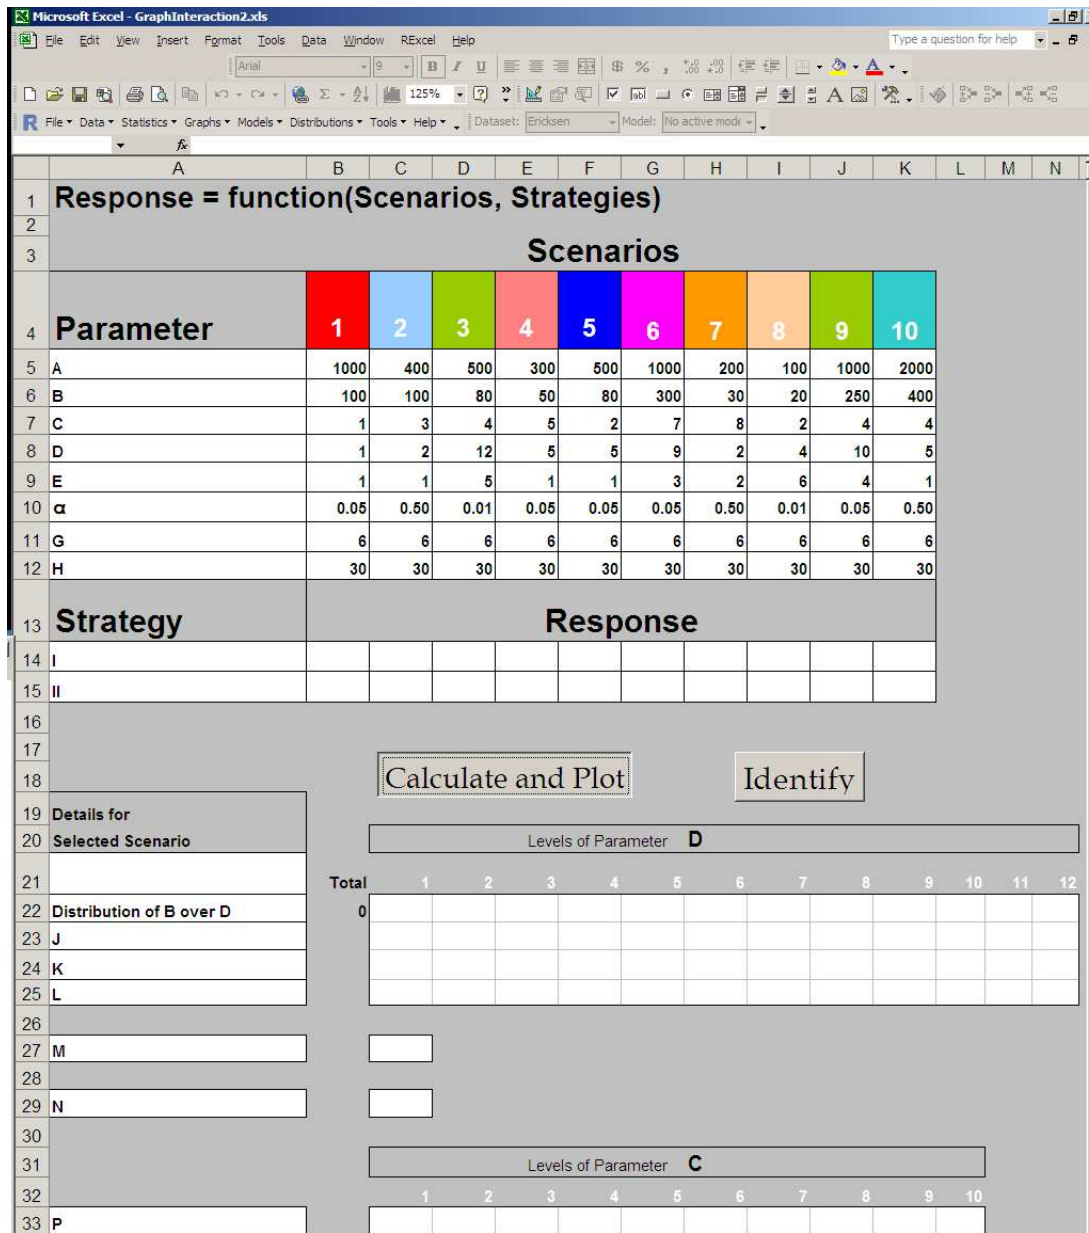 Microsoft Excel - GraphInteraction2.xls
File Edit View Insert Format Tools Data Window RExcel Help Type a question for help
Arial 9 B I U $ % ,
Σ 125%
R File Data Statistics Graphs Models Distributions Tools Help Dataset: Ericksen Model: No active mode
fx
A B C D E F G H I J K L M N
1 Response = function(Scenarios, Strategies)
2
3 Scenarios
4 Parameter 1 2 3 4 5 6 7 8 9 10
5 A 1000 400 500 300 500 1000 200 100 1000 2000
6 B 100 100 80 50 80 300 30 20 250 400
7 C 1 3 4 5 2 7 8 2 4 4
8 D 1 2 12 5 5 9 2 4 10 5
9 E 1 1 5 1 1 3 2 6 4 1
10 α 0.05 0.50 0.01 0.05 0.05 0.05 0.50 0.01 0.05 0.50
11 G 6 6 6 6 6 6 6 6 6 6
12 H 30 30 30 30 30 30 30 30 30 30
13 Strategy Response
14 I
15 II
16
17
18 Calculate and Plot Identify
19 Details for
20 Selected Scenario Levels of Parameter D
21 Total 1 2 3 4 5 6 7 8 9 10 11 12
22 Distribution of B over D 0
23 J
24 K
25 L
26
27 M
28
29 N
30
31 Levels of Parameter C
32 1 2 3 4 5 6 7 8 9 10
33 P